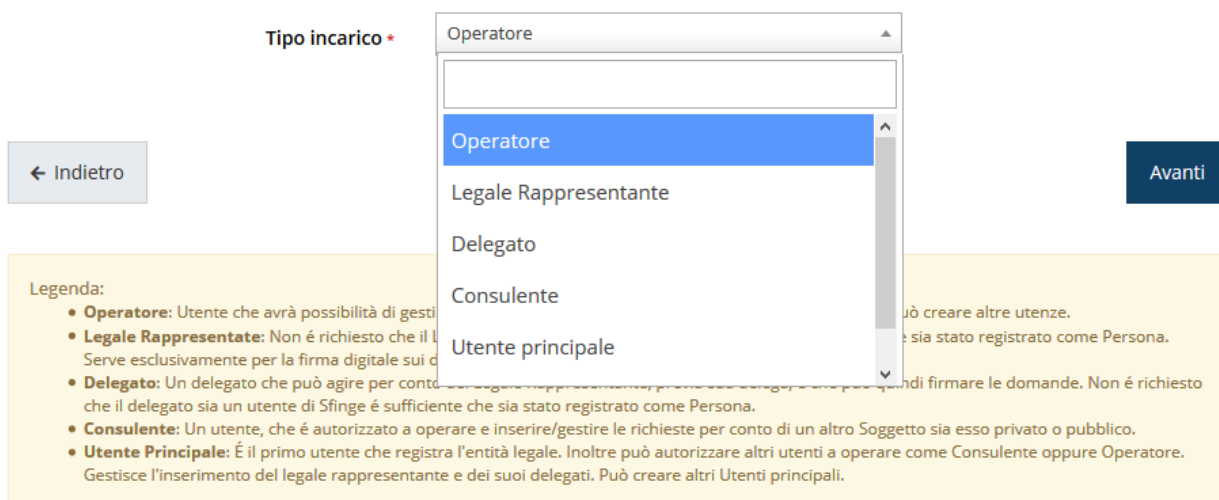 Tipo incarico *
Operatore
Operatore
Legale Rappresentante
Delegato
Consulente
Utente principale
← Indietro
Avanti
Legenda:
• Operatore: Utente che avrà possibilità di gesti uò creare altre utenze.
• Legale Rappresentate: Non é richiesto che il L e sia stato registrato come Persona.
Serve esclusivamente per la firma digitale sui d
• Delegato: Un delegato che può agire per conto quindi firmare le domande. Non é richiesto
che il delegato sia un utente di Sfinge é sufficiente che sia stato registrato come Persona.
• Consulente: Un utente, che é autorizzato a operare e inserire/gestire le richieste per conto di un altro Soggetto sia esso privato o pubblico.
• Utente Principale: É il primo utente che registra l'entità legale. Inoltre può autorizzare altri utenti a operare come Consulente oppure Operatore.
Gestisce l'inserimento del legale rappresentante e dei suoi delegati. Può creare altri Utenti principali.